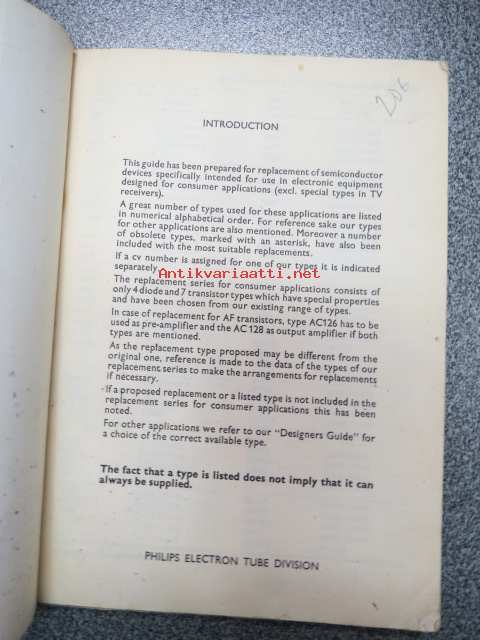 206
INTRODUCTION
This guide has been prepared for replacement of semiconductor
devices specifically intended for use in electronic equipment
designed for consumer applications (excl. special types in TV
receivers).
A great number of types used for these applications are listed
in numerical alphabetical order. For reference sake our types
for other applications are also mentioned. Moreover a number
of obsolete types, marked with an asterisk, have also been
included with the most suitable replacements.
If a cv number is assigned for one of our types it is indicated
separately.
Antikvariaatti.net
The replacement series for consumer applications consists of
only 4 diode and 7 transistor types which have special properties
and have been chosen from our existing range of types.
In case of replacement for AF transistors, type AC126 has to be
used as pre-amplifier and the AC 128 as output amplifier if both
types are mentioned.
As the replacement type proposed may be different from the
original one, reference is made to the data of the types of our
replacement series to make the arrangements for replacements
if necessary.
If a proposed replacement or a listed type is not included in the
replacement series for consumer applications this has been
noted.
For other applications we refer to our "Designers Guide" for
a choice of the correct available type.
The fact that a type is listed does not imply that it can
always be supplied.
PHILIPS ELECTRON TUBE DIVISION